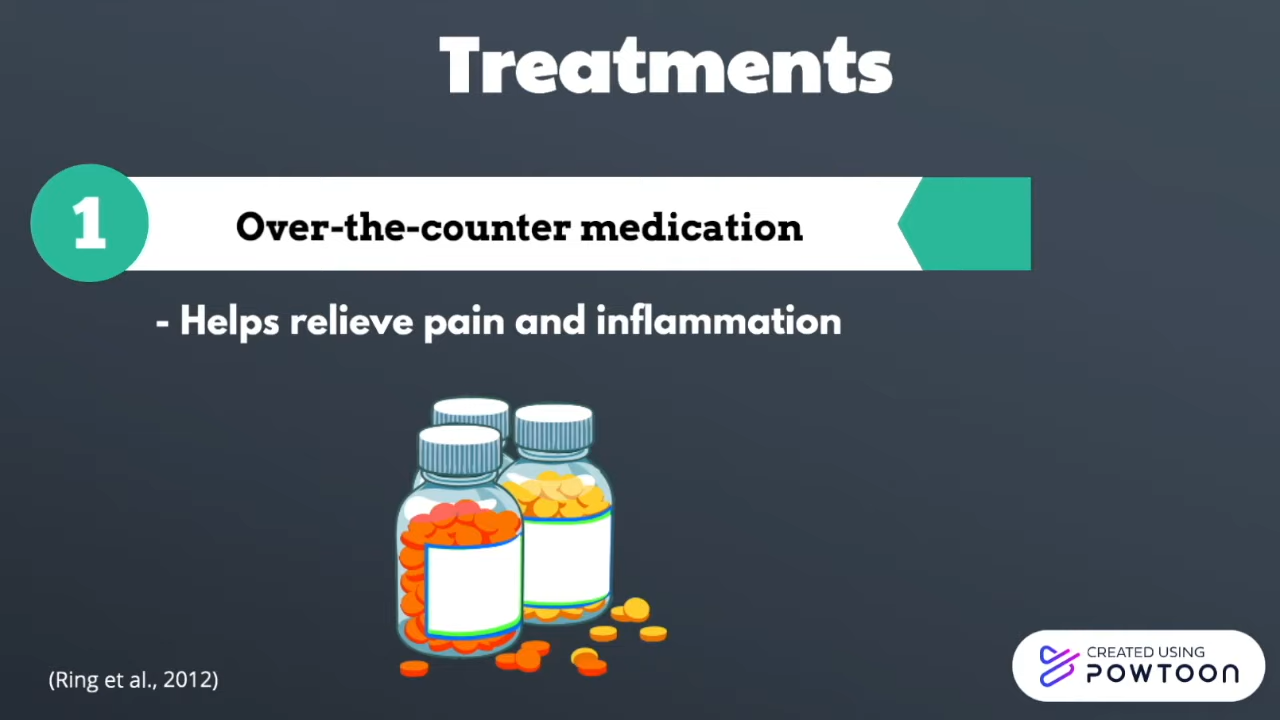 Treatments
1
Over-the-counter medication
- Helps relieve pain and inflammation
(Ring et al., 2012)
CREATED USING
POWTOON